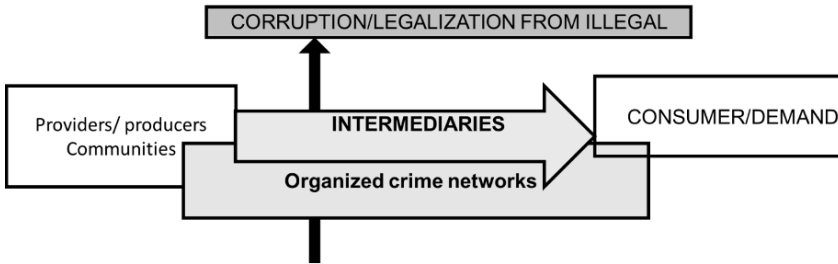 CORRUPTION/LEGALIZATION FROM ILLEGAL
Providers/ producers
Communities
INTERMEDIARIES
CONSUMER/DEMAND
Organized crime networks